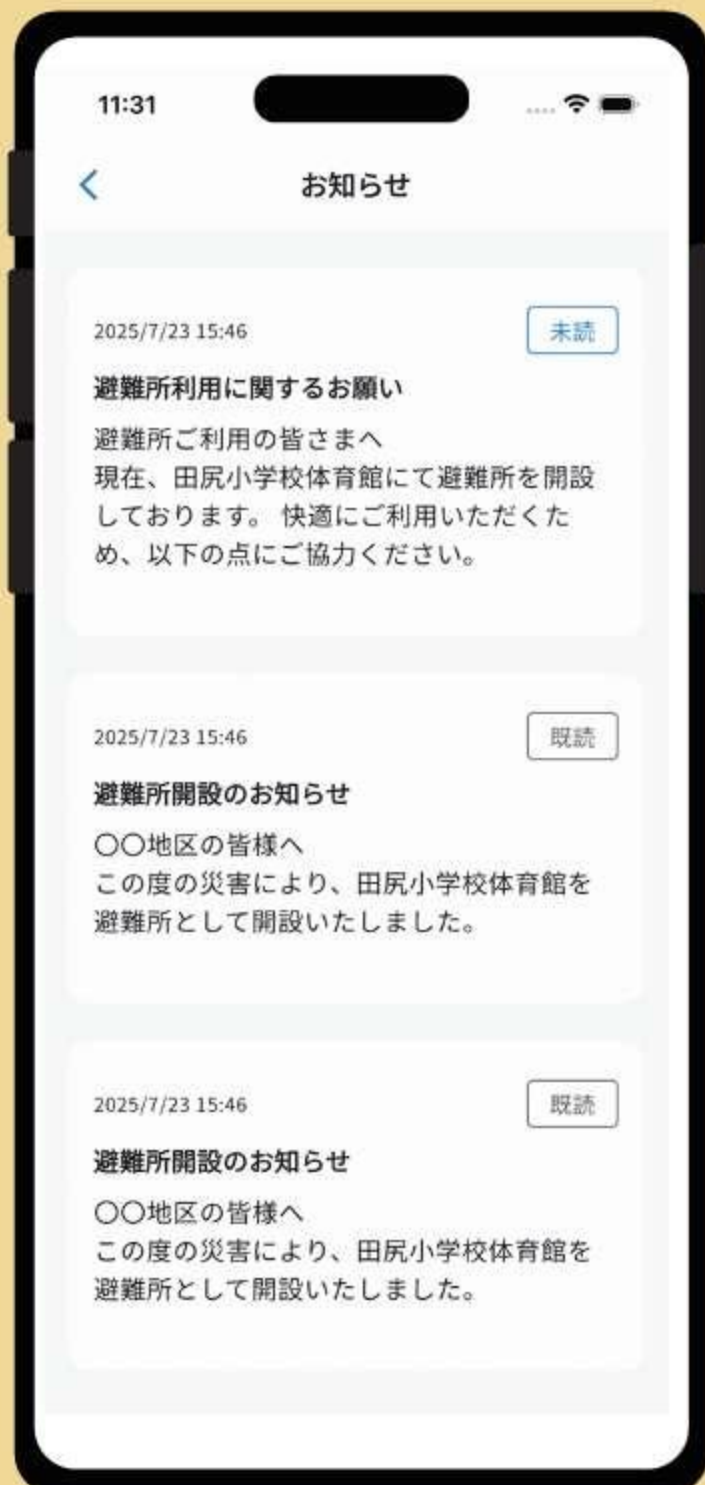 11:31
お知らせ
2025/7/23 15:46
未読
避難所利用に関するお願い
避難所ご利用の皆さまへ
現在、田尻小学校体育館にて避難所を開設
しております。 快適にご利用いただくた
め、以下の点にご協力ください。
2025/7/23 15:46
既読
避難所開設のお知らせ
〇〇地区の皆様へ
この度の災害により、田尻小学校体育館を
避難所として開設いたしました。
2025/7/23 15:46
既読
避難所開設のお知らせ
〇〇地区の皆様へ
この度の災害により、田尻小学校体育館を
避難所として開設いたしました。